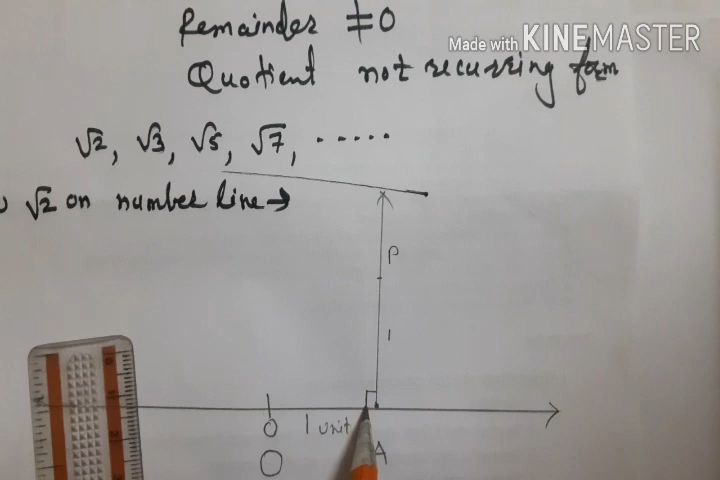 Remainder ≠0
Made with KINEMASTER
Quotient not recurring form
√2, √3, √5, √7, .....
√2 on number line →
P
1
0 1 unit
A
O